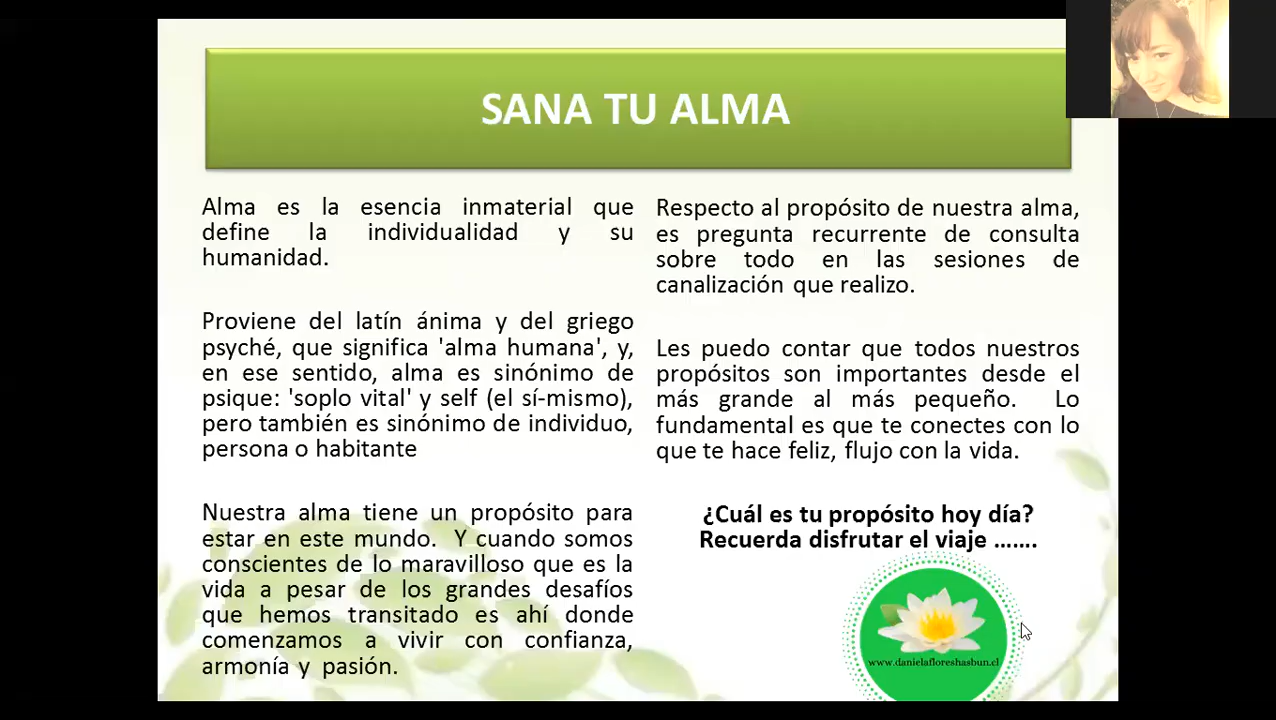 SANA TU ALMA
Alma es la esencia inmaterial que
define la individualidad y su
humanidad.
Proviene del latín ánima y del griego
psyché, que significa 'alma humana', y,
en ese sentido, alma es sinónimo de
psique: 'soplo vital' y self (el sí-mismo),
pero también es sinónimo de individuo,
persona o habitante
Nuestra alma tiene un propósito para
estar en este mundo. Y cuando somos
conscientes de lo maravilloso que es la
vida a pesar de los grandes desafíos
que hemos transitado es ahí donde
comenzamos a vivir con confianza,
armonía y pasión.
Respecto al propósito de nuestra alma,
es pregunta recurrente de consulta
sobre todo en las sesiones de
canalización que realizo.
Les puedo contar que todos nuestros
propósitos son importantes desde el
más grande al más pequeño. Lo
fundamental es que te conectes con lo
que te hace feliz, flujo con la vida.
¿Cuál es tu propósito hoy día?
Recuerda disfrutar el viaje …….
www.danielafloreshasbun.cl